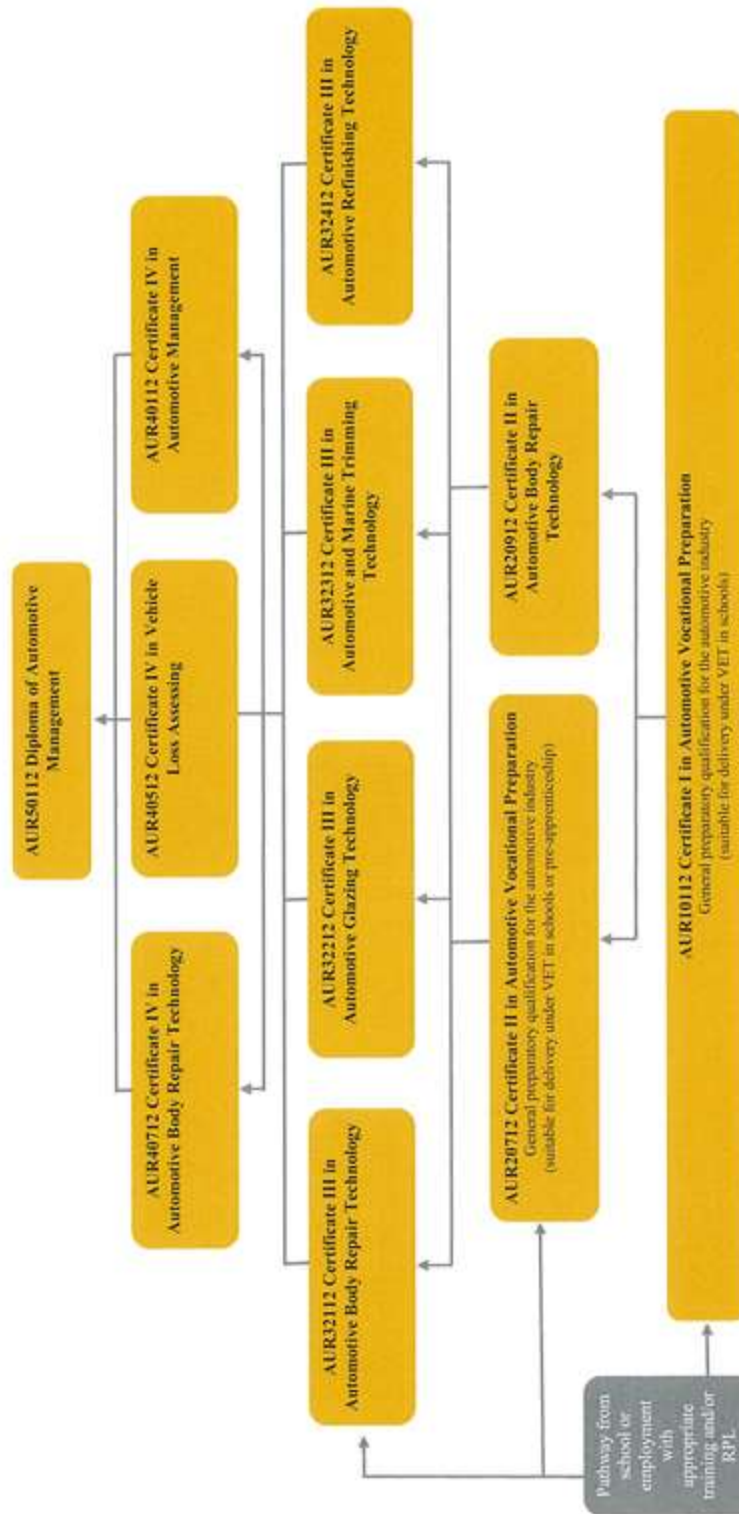 AUR50112 Diploma of Automotive
Management
AUR40712 Certificate IV in
Automotive Body Repair Technology
AUR40512 Certificate IV in Vehicle
Loss Assessing
AUR40112 Certificate IV in
Automotive Management
AUR32112 Certificate III in
Automotive Body Repair Technology
AUR32212 Certificate III in
Automotive Glazing Technology
AUR32312 Certificate III in
Automotive and Marine Trimming
Technology
AUR32412 Certificate III in
Automotive Refinishing Technology
AUR20712 Certificate II in Automotive Vocational Preparation
General preparatory qualification for the automotive industry
(suitable for delivery under VET in schools or pre-apprenticeship)
AUR20912 Certificate II in
Automotive Body Repair
Technology
Pathway from
school or
employment
with
appropriate
training and/or
RPL
AUR10112 Certificate I in Automotive Vocational Preparation
General preparatory qualification for the automotive industry
(suitable for delivery under VET in schools)